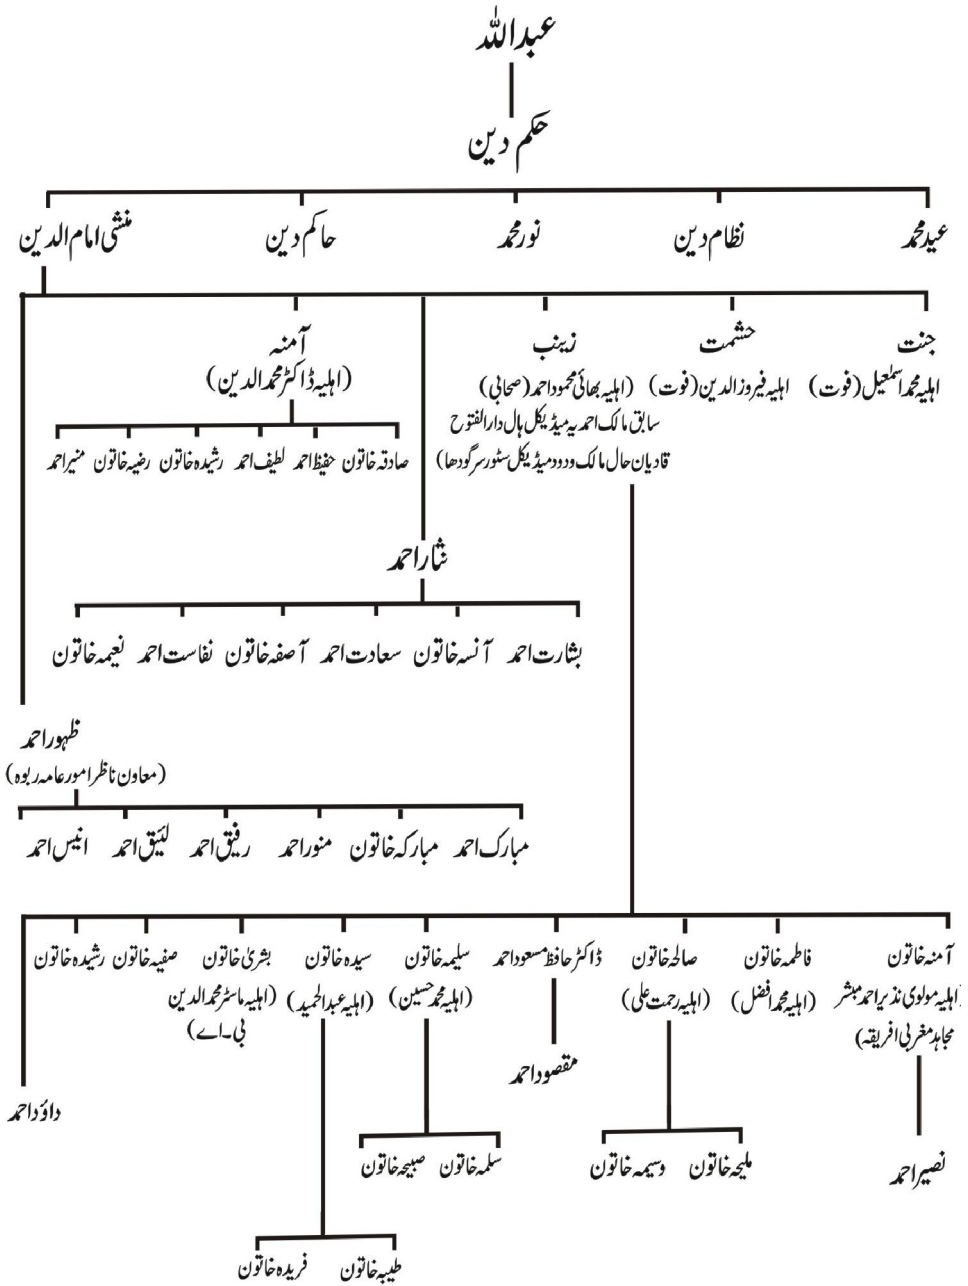 عبداللہ
حکم دین
عید محمد نظام دین نور محمد حاکم دین منشی امام الدین
جنت حشمت زینب آمنہ
اہلیہ محمد اسمٰعیل (فوت) اہلیہ فیروز الدین (فوت) (اہلیہ بھائی محمود احمد (صحابی) (اہلیہ ڈاکٹر محمد الدین)
سابق مالک احمدیہ میڈیکل ہال دارالفتوح
قادیان حال مالک ودود میڈیکل سٹور سرگودھا)
صادقہ خاتون حفیظ احمد لطیف احمد رشیدہ خاتون رضیہ خاتون منیر احمد
نثار احمد
بشارت احمد آنسہ خاتون سعادت احمد آصفہ خاتون نفاست احمد نعیمہ خاتون
ظہور احمد
(معاون ناظر امور عامہ ربوہ)
مبارک احمد مبارکہ خاتون منور احمد رفیق احمد لئیق احمد انیس احمد
آمنہ خاتون فاطمہ خاتون صالحہ خاتون ڈاکٹر حافظ مسعود احمد سلیمہ خاتون سیدہ خاتون بشریٰ خاتون صفیہ خاتون رشیدہ خاتون
(اہلیہ مولوی نذیر احمد مبشر (اہلیہ محمد افضل) (اہلیہ رحمت علی) (اہلیہ محمد حسین) (اہلیہ عبدالحمید) (اہلیہ ماسٹر محمد الدین
مجاہد مغربی افریقہ) بی۔اے)
مقصود احمد
داؤد احمد
نصیر احمد ملیحہ خاتون وسیمہ خاتون سلمہ خاتون صبیحہ خاتون
طیبہ خاتون فریدہ خاتون